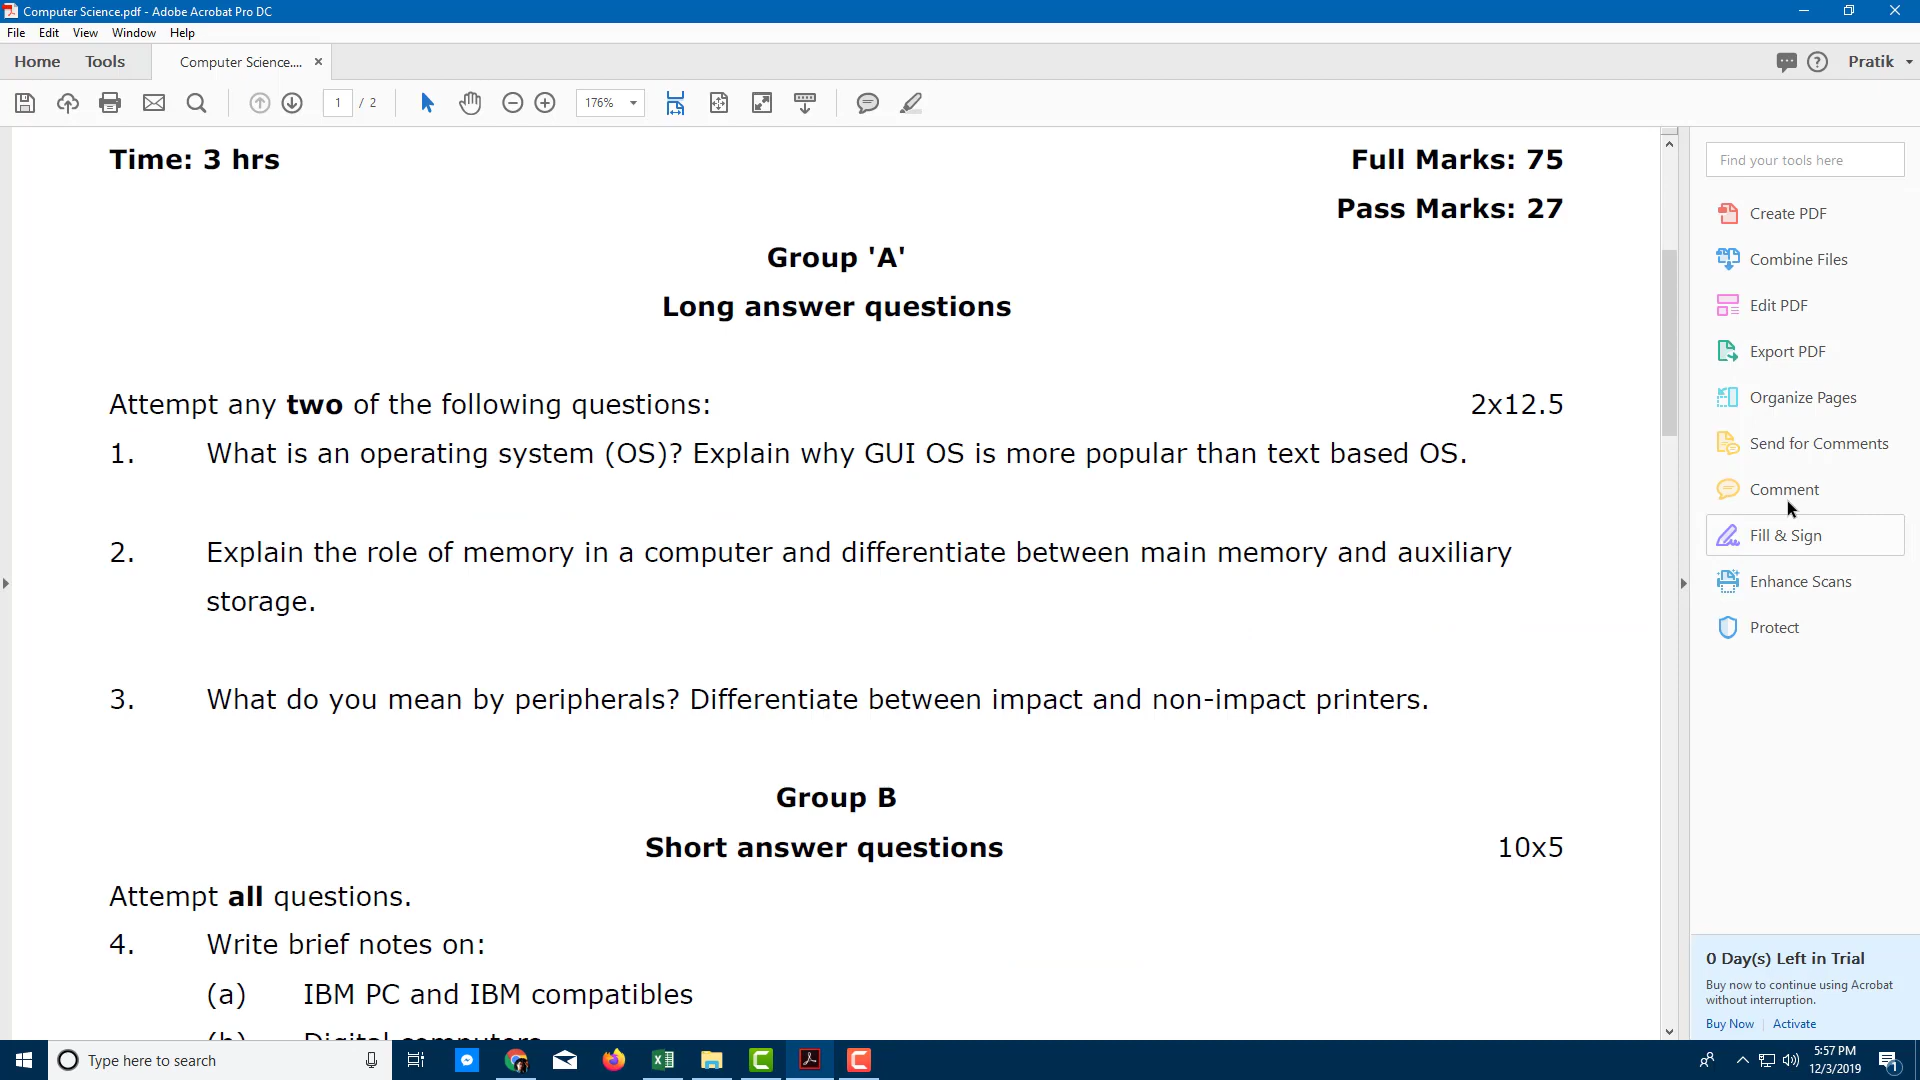 Computer Science.pdf - Adobe Acrobat Pro DC
File Edit View Window Help
Home Tools Computer Science.... × Pratik
1 / 2 176%
Time: 3 hrs Full Marks: 75
Pass Marks: 27
Group 'A'
Long answer questions
Attempt any two of the following questions: 2x12.5
1. What is an operating system (OS)? Explain why GUI OS is more popular than text based OS.
2. Explain the role of memory in a computer and differentiate between main memory and auxiliary
storage.
3. What do you mean by peripherals? Differentiate between impact and non-impact printers.
Group B
Short answer questions 10x5
Attempt all questions.
4. Write brief notes on:
(a) IBM PC and IBM compatibles
(b) Digital computers
Find your tools here
Create PDF
Combine Files
Edit PDF
Export PDF
Organize Pages
Send for Comments
Comment
Fill & Sign
Enhance Scans
Protect
0 Day(s) Left in Trial
Buy now to continue using Acrobat
without interruption.
Buy Now Activate
Type here to search
5:57 PM
12/3/2019
1